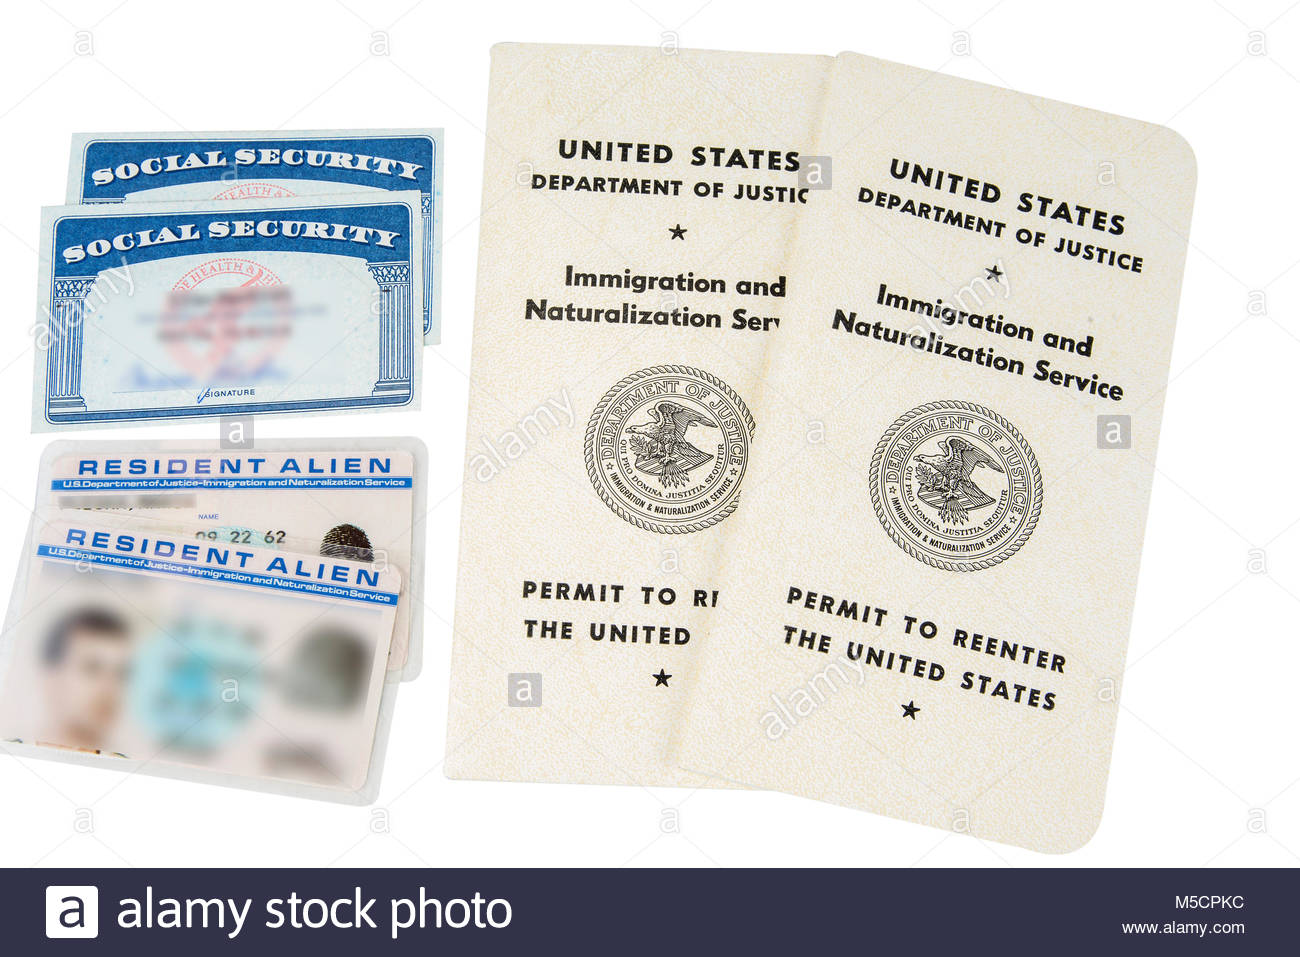 SOCIAL SECURITY
SOCIAL SECURITY
OF HEALTH &
SIGNATURE
RESIDENT ALIEN
U.S. Department of Justice-Immigration and Naturalization Service
NAME
09 22 62
RESIDENT ALIEN
U.S. Department of Justice-Immigration and Naturalization Service
UNITED STATES
DEPARTMENT OF JUSTIC
Immigration and
Naturalization Serv
DEPARTMENT OF JUSTICE
QUI PRO DOMINA JUSTITIA SEQUITUR
IMMIGRATION & NATURALIZATION SERVICE
PERMIT TO RE
THE UNITED
UNITED STATES
DEPARTMENT OF JUSTICE
Immigration and
Naturalization Service
DEPARTMENT OF JUSTICE
QUI PRO DOMINA JUSTITIA SEQUITUR
IMMIGRATION & NATURALIZATION SERVICE
PERMIT TO REENTER
THE UNITED STATES
alamy
a alamy stock photo
M5CPKC
www.alamy.com